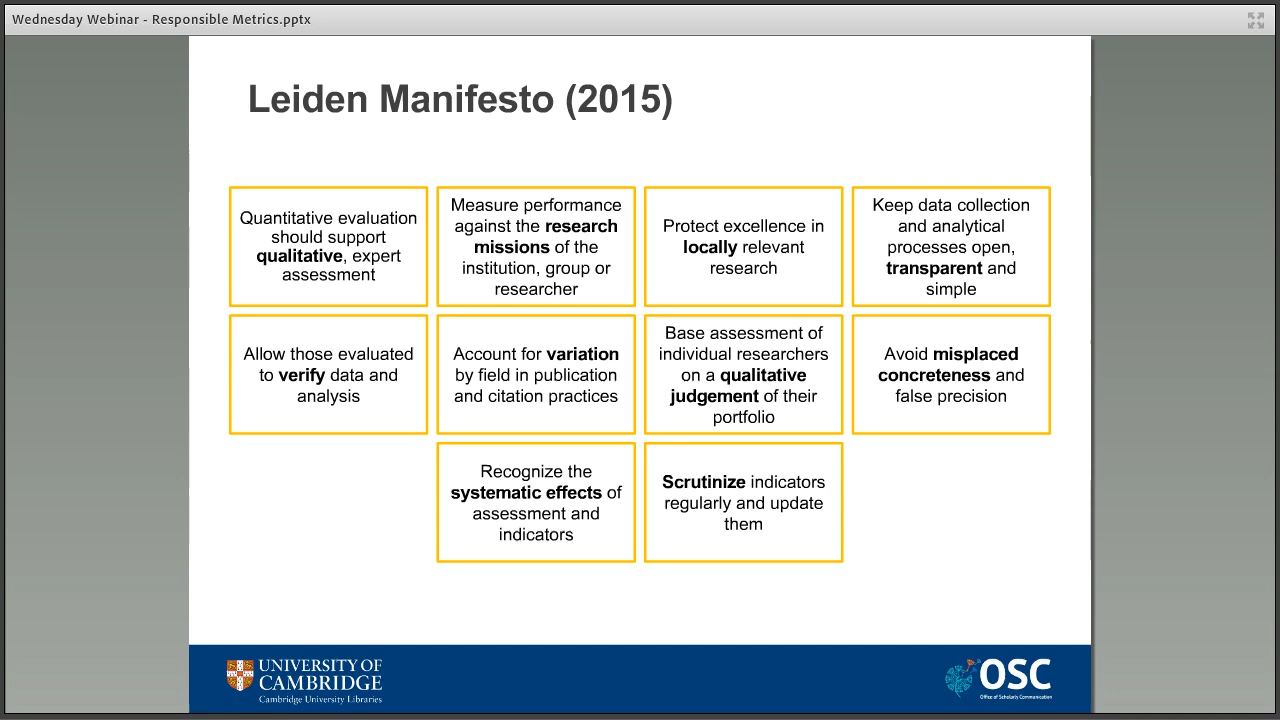 Wednesday Webinar - Responsible Metrics.pptx
Leiden Manifesto (2015)
Quantitative evaluation
should support
qualitative, expert
assessment
Measure performance
against the research
missions of the
institution, group or
researcher
Protect excellence in
locally relevant
research
Keep data collection
and analytical
processes open,
transparent and
simple
Allow those evaluated
to verify data and
analysis
Account for variation
by field in publication
and citation practices
Base assessment of
individual researchers
on a qualitative
judgement of their
portfolio
Avoid misplaced
concreteness and
false precision
Recognize the
systematic effects of
assessment and
indicators
Scrutinize indicators
regularly and update
them
UNIVERSITY OF
CAMBRIDGE
Cambridge University Libraries
OSC
Office of Scholarly Communication